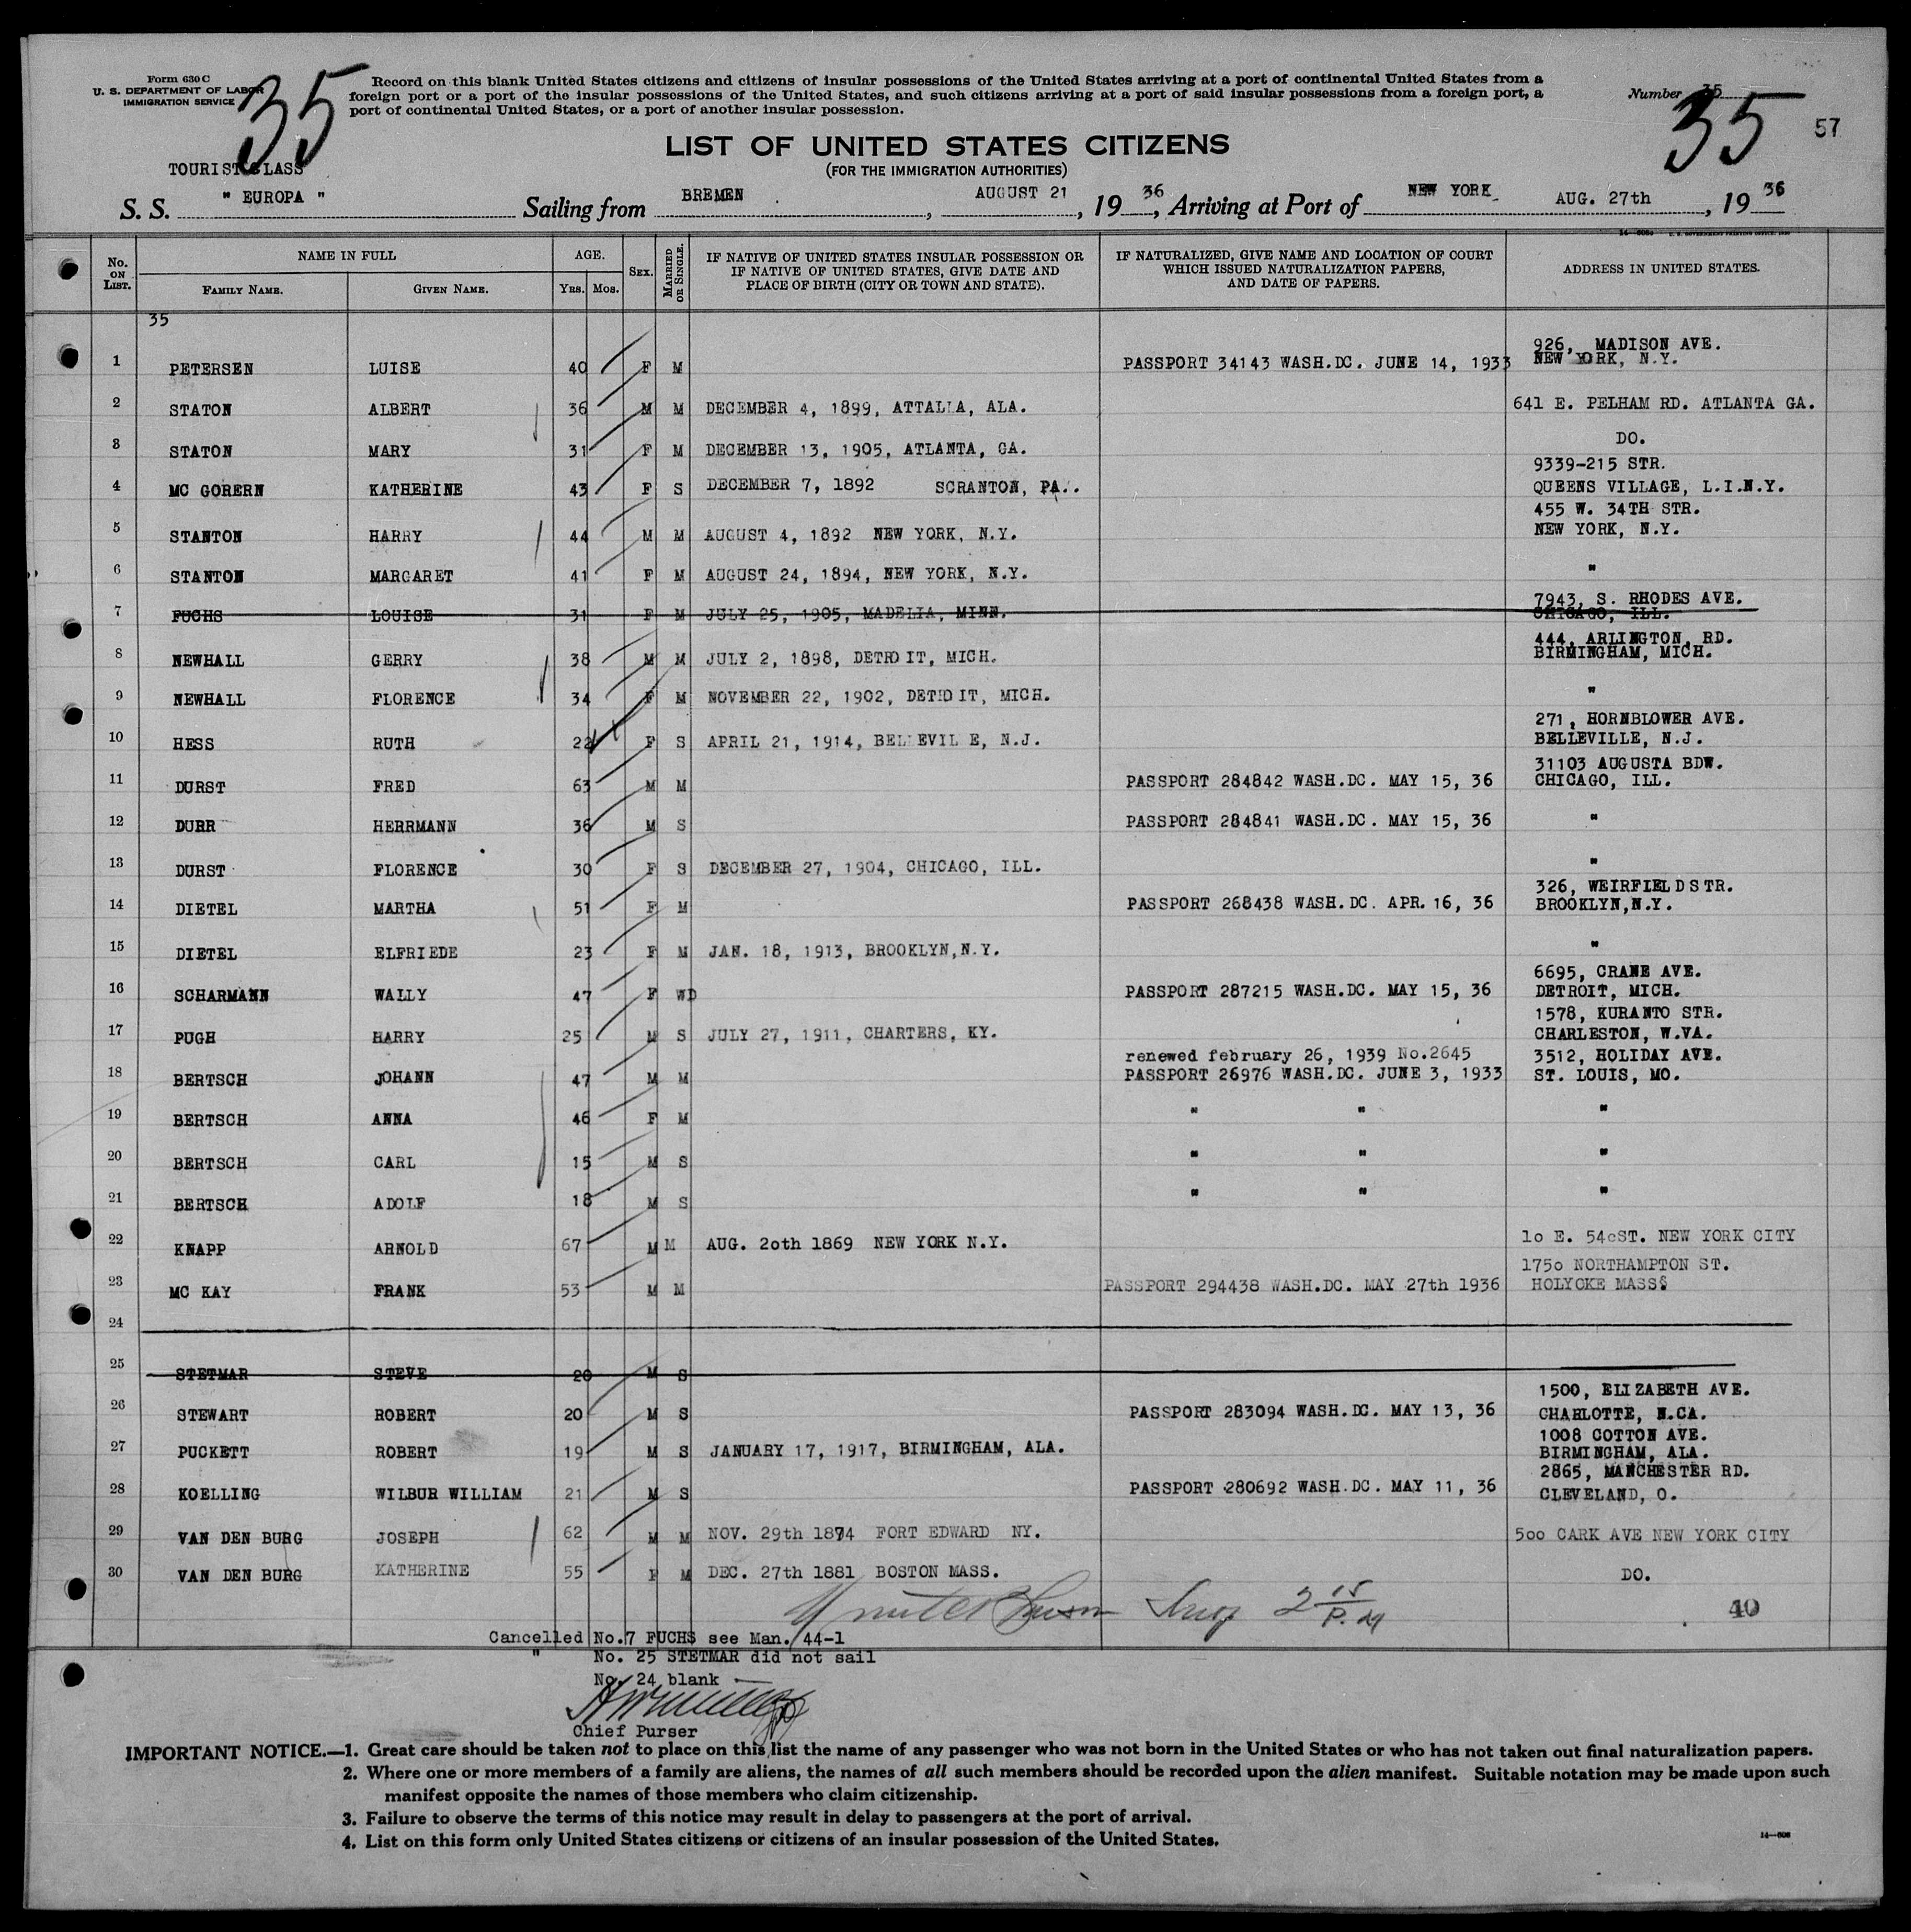 Form 630 C
U. S. DEPARTMENT OF LABOR
IMMIGRATION SERVICE
35
Record on this blank United States citizens and citizens of insular possessions of the United States arriving at a port of continental United States from a
foreign port or a port of the insular possessions of the United States, and such citizens arriving at a port of said insular possessions from a foreign port, a
port of continental United States, or a port of another insular possession.
Number 35
35
57
LIST OF UNITED STATES CITIZENS
(FOR THE IMMIGRATION AUTHORITIES)
TOURIST CLASS
S. S. " EUROPA " Sailing from BREMEN , AUGUST 21 , 19 36 , Arriving at Port of NEW YORK AUG. 27th , 19 36
No. ON LIST. NAME IN FULL FAMILY NAME. GIVEN NAME. AGE. YRS. MOS. SEX. MARRIED OR SINGLE. IF NATIVE OF UNITED STATES INSULAR POSSESSION OR IF NATIVE OF UNITED STATES, GIVE DATE AND PLACE OF BIRTH (CITY OR TOWN AND STATE). IF NATURALIZED, GIVE NAME AND LOCATION OF COURT WHICH ISSUED NATURALIZATION PAPERS, AND DATE OF PAPERS. ADDRESS IN UNITED STATES.
35
1 PETERSEN LUISE 40 F M PASSPORT 34143 WASH.DC. JUNE 14, 1933 926, MADISON AVE. NEW YORK, N.Y.
2 STATON ALBERT 36 M M DECEMBER 4, 1899, ATTALLA, ALA. 641 E. PELHAM RD. ATLANTA GA.
3 STATON MARY 31 F M DECEMBER 13, 1905, ATLANTA, GA. DO.
4 MC GORERN KATHERINE 43 F S DECEMBER 7, 1892 SCRANTON, PA.. 9339-215 STR. QUEENS VILLAGE, L.I.N.Y.
5 STANTON HARRY 44 M M AUGUST 4, 1892 NEW YORK, N.Y. 455 W. 34TH STR. NEW YORK, N.Y.
6 STANTON MARGARET 41 F M AUGUST 24, 1894, NEW YORK, N.Y. "
7 FUCHS LOUISE 31 F M JULY 25, 1905, MADELIA, MINN. 7943, S. RHODES AVE. CHICAGO, ILL.
8 NEWHALL GERRY 38 M M JULY 2, 1898, DETROIT, MICH. 444, ARLINGTON, RD. BIRMINGHAM, MICH.
9 NEWHALL FLORENCE 34 F M NOVEMBER 22, 1902, DETROIT, MICH. "
10 HESS RUTH 22 F S APRIL 21, 1914, BELLEVIL E, N.J. 271, HORNBLOWER AVE. BELLEVILLE, N.J.
11 DURST FRED 63 M M PASSPORT 284842 WASH.DC. MAY 15, 36 31103 AUGUSTA BDW. CHICAGO, ILL.
12 DURR HERRMANN 36 M S PASSPORT 284841 WASH.DC. MAY 15, 36 "
13 DURST FLORENCE 30 F S DECEMBER 27, 1904, CHICAGO, ILL. "
14 DIETEL MARTHA 51 F M PASSPORT 268438 WASH.DC. APR. 16, 36 326, WEIRFIELDSTR. BROOKLYN,N.Y.
15 DIETEL ELFRIEDE 23 F M JAN. 18, 1913, BROOKLYN,N.Y. "
16 SCHARMANN WALLY 47 F WD PASSPORT 287215 WASH.DC. MAY 15, 36 6695, CRANE AVE. DETROIT, MICH.
17 PUGH HARRY 25 M S JULY 27, 1911, CHARTERS, KY. 1578, KURANTO STR. CHARLESTON, W.VA.
18 BERTSCH JOHANN 47 M M renewed february 26, 1939 No.2645 PASSPORT 26976 WASH.DC. JUNE 3, 1933 3512, HOLIDAY AVE. ST. LOUIS, MO.
19 BERTSCH ANNA 46 F M " " "
20 BERTSCH CARL 15 M S " " "
21 BERTSCH ADOLF 18 M S " " "
22 KNAPP ARNOLD 67 M M AUG. 2oth 1869 NEW YORK N.Y. 1o E. 54cST. NEW YORK CITY
23 MC KAY FRANK 53 M M PASSPORT 294438 WASH.DC. MAY 27th 1936 175o NORTHAMPTON ST. HOLYCKE MASS
24
25 STETMAR STEVE 20 M S
26 STEWART ROBERT 20 M S PASSPORT 283094 WASH.DC. MAY 13, 36 1500, ELIZABETH AVE. CHARLOTTE, N.CA.
27 PUCKETT ROBERT 19 M S JANUARY 17, 1917, BIRMINGHAM, ALA. 1008 COTTON AVE. BIRMINGHAM, ALA.
28 KOELLING WILBUR WILLIAM 21 M S PASSPORT 280692 WASH.DC. MAY 11, 36 2865, MANCHESTER RD. CLEVELAND, O.
29 VAN DEN BURG JOSEPH 62 M M NOV. 29th 1874 FORT EDWARD NY. 5oo CARK AVE NEW YORK CITY
30 VAN DEN BURG KATHERINE 55 F M DEC. 27th 1881 BOSTON MASS. DO.
2 15 P. M
40
Cancelled No.7 FUCHS see Man. 44-1
" No. 25 STETMAR did not sail
No. 24 blank
Chief Purser
IMPORTANT NOTICE.—1. Great care should be taken not to place on this list the name of any passenger who was not born in the United States or who has not taken out final naturalization papers.
2. Where one or more members of a family are aliens, the names of all such members should be recorded upon the alien manifest. Suitable notation may be made upon such
manifest opposite the names of those members who claim citizenship.
3. Failure to observe the terms of this notice may result in delay to passengers at the port of arrival.
4. List on this form only United States citizens or citizens of an insular possession of the United States.
14—608